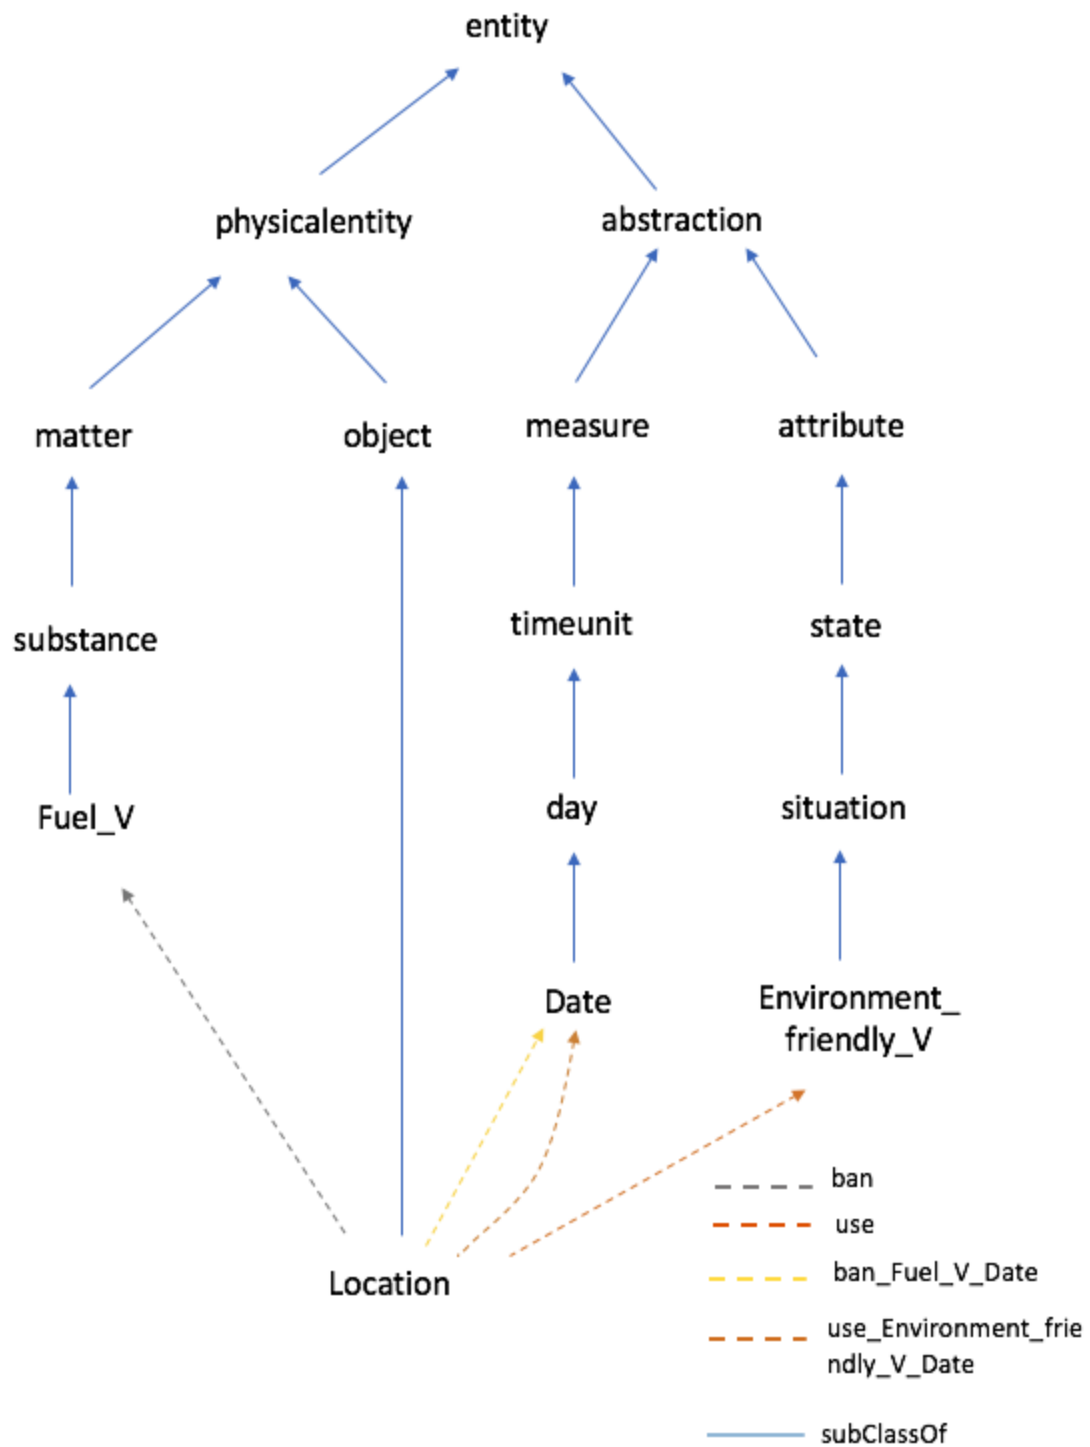 entity
physicalentity
abstraction
matter
object
measure
attribute
substance
timeunit
state
Fuel_V
day
situation
Date
Environment_
friendly_V
Location
ban
use
ban_Fuel_V_Date
use_Environment_frie
ndly_V_Date
subClassOf